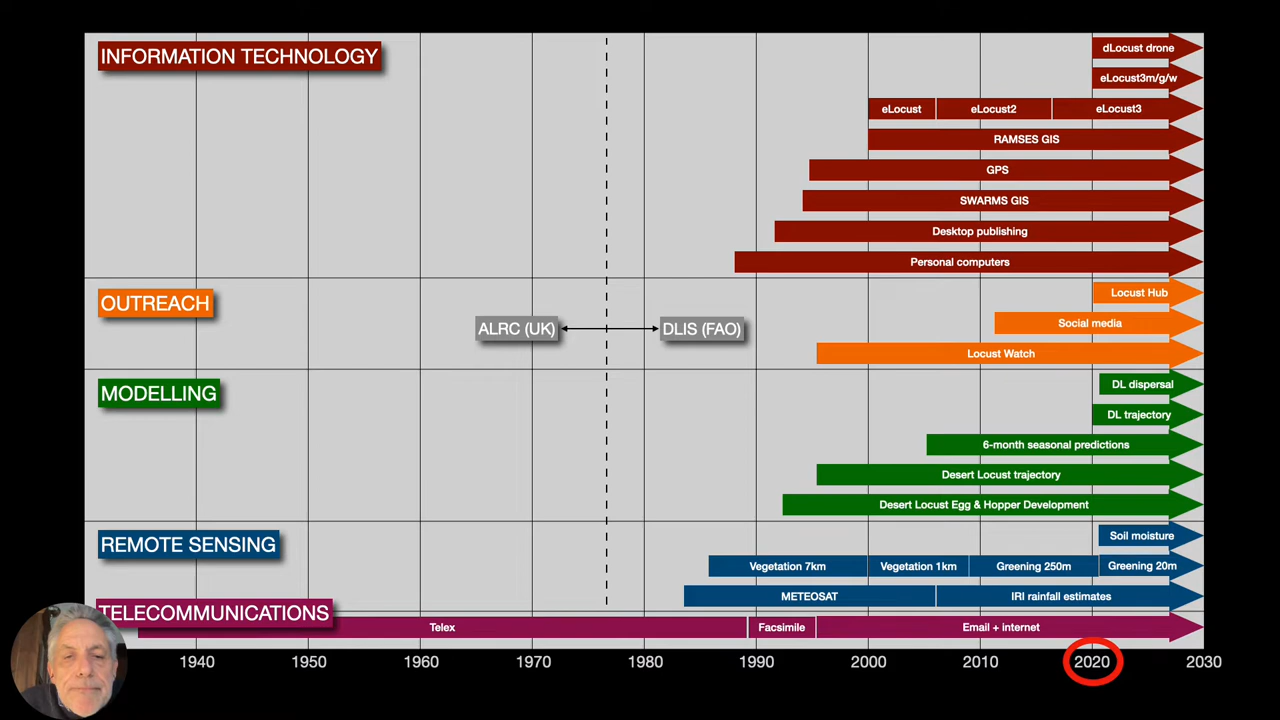 INFORMATION TECHNOLOGY
dLocust drone
eLocust3m/g/w
eLocust eLocust2 eLocust3
RAMSES GIS
GPS
SWARMS GIS
Desktop publishing
Personal computers
OUTREACH
Locust Hub
Social media
ALRC (UK) DLIS (FAO)
Locust Watch
MODELLING
DL dispersal
DL trajectory
6-month seasonal predictions
Desert Locust trajectory
Desert Locust Egg & Hopper Development
REMOTE SENSING
Soil moisture
Vegetation 7km Vegetation 1km Greening 250m Greening 20m
METEOSAT IRI rainfall estimates
TELECOMMUNICATIONS
Telex Facsimile Email + internet
1940 1950 1960 1970 1980 1990 2000 2010 2020 2030